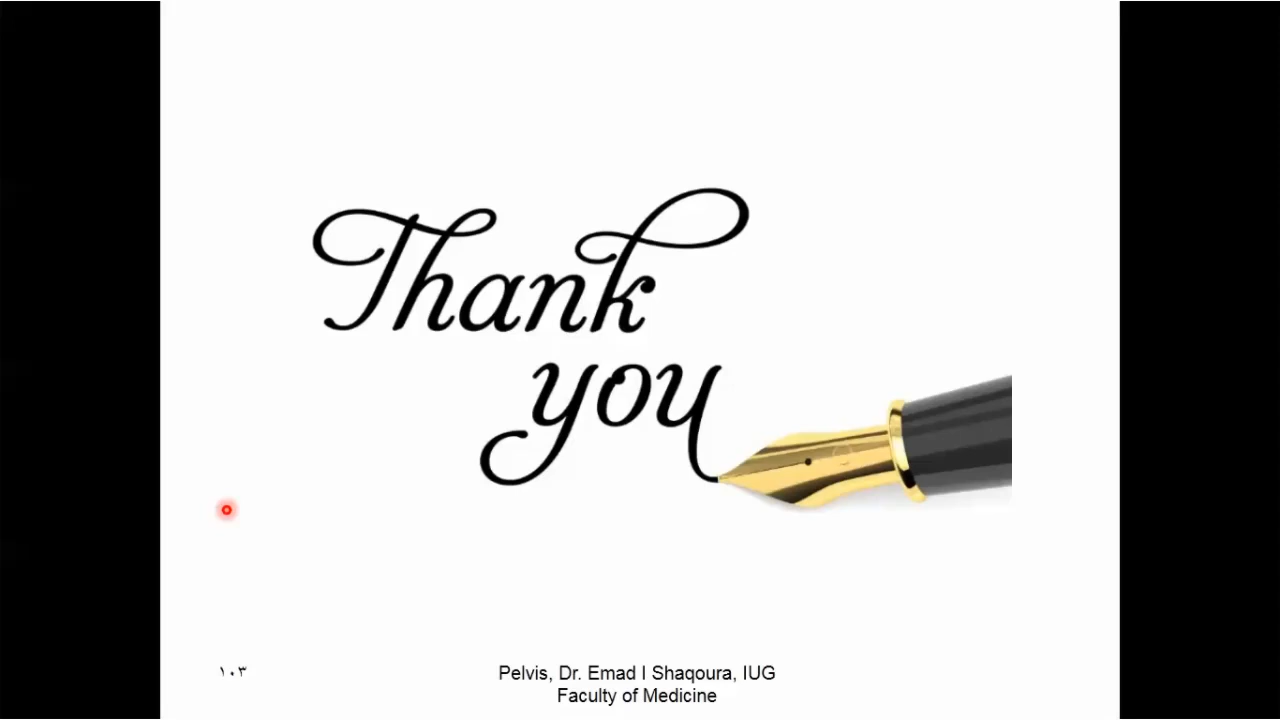 Thank
you
١٠٣
Pelvis, Dr. Emad I Shaqoura, IUG
Faculty of Medicine